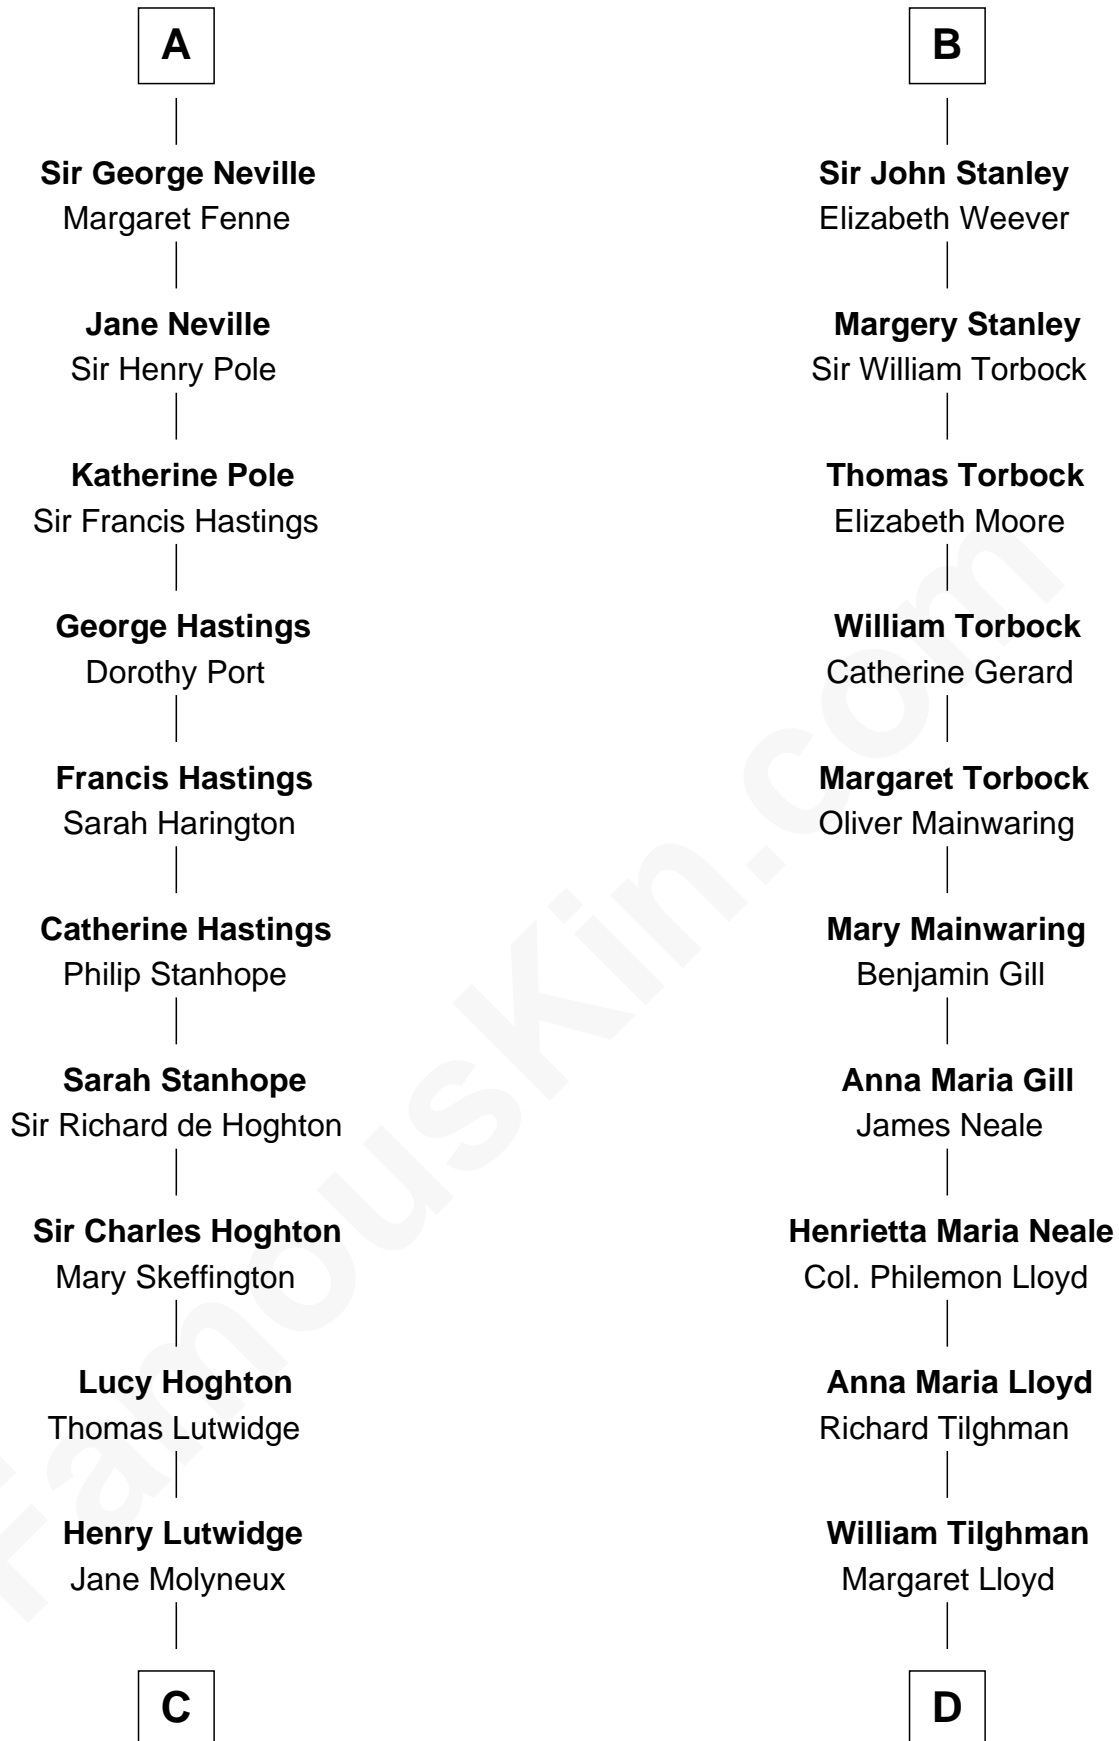 A
Sir George Neville
Margaret Fenne
Jane Neville
Sir Henry Pole
Katherine Pole
Sir Francis Hastings
George Hastings
Dorothy Port
Francis Hastings
Sarah Harington
Catherine Hastings
Philip Stanhope
Sarah Stanhope
Sir Richard de Hoghton
Sir Charles Hoghton
Mary Skeffington
Lucy Hoghton
Thomas Lutwidge
Henry Lutwidge
Jane Molyneux
C
B
Sir John Stanley
Elizabeth Weever
Margery Stanley
Sir William Torbock
Thomas Torbock
Elizabeth Moore
William Torbock
Catherine Gerard
Margaret Torbock
Oliver Mainwaring
Mary Mainwaring
Benjamin Gill
Anna Maria Gill
James Neale
Henrietta Maria Neale
Col. Philemon Lloyd
Anna Maria Lloyd
Richard Tilghman
William Tilghman
Margaret Lloyd
D
FamousKin.com